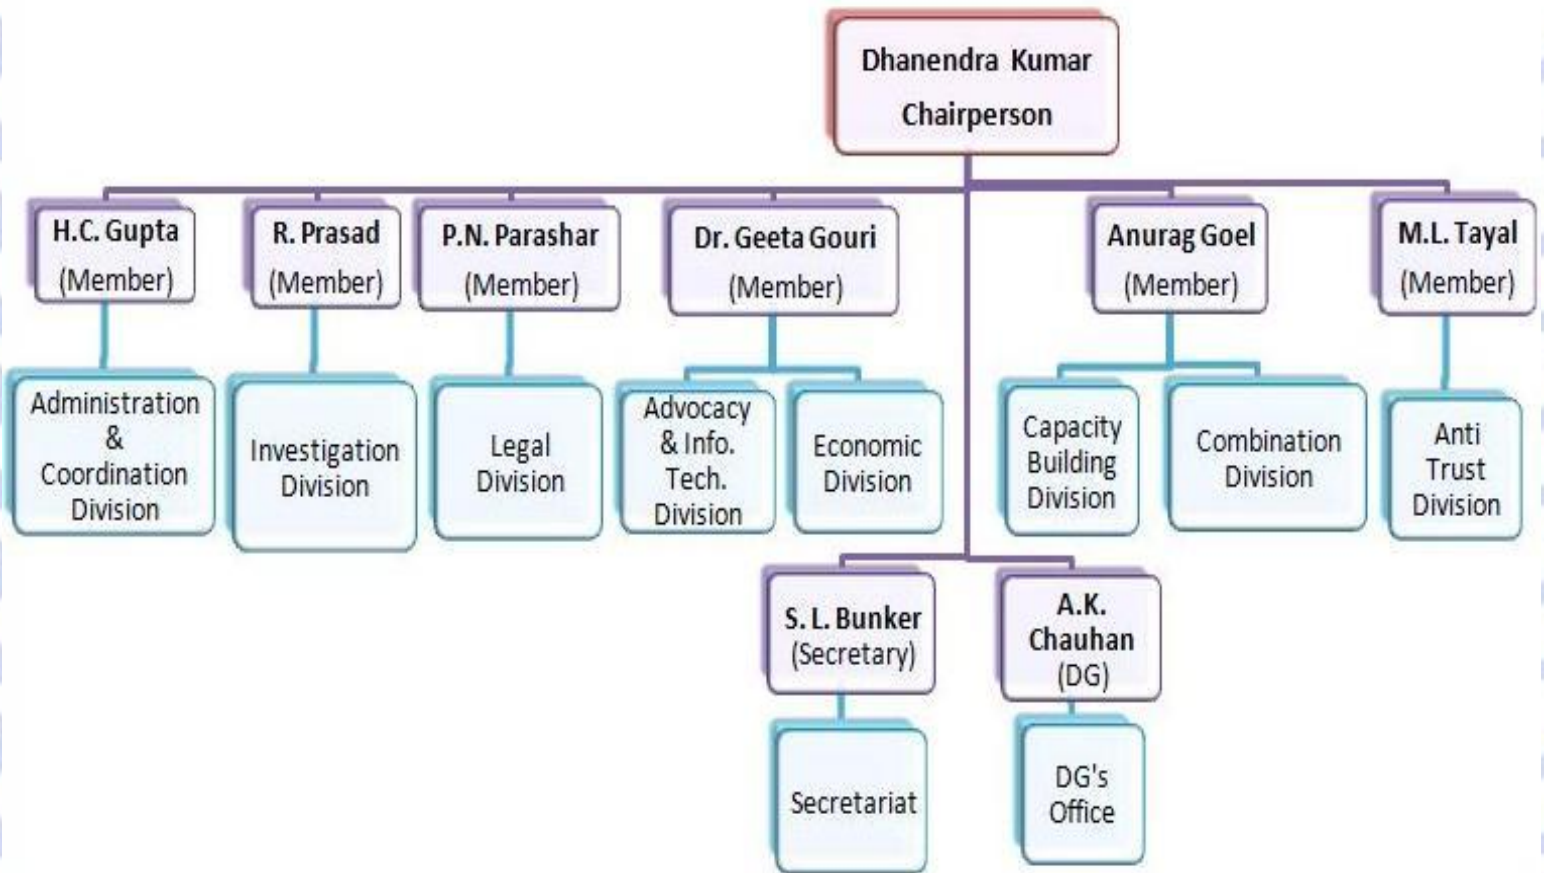 Dhanendra Kumar
Chairperson
H.C. Gupta
(Member)
R. Prasad
(Member)
P.N. Parashar
(Member)
Dr. Geeta Gouri
(Member)
Anurag Goel
(Member)
M.L. Tayal
(Member)
Administration
&
Coordination
Division
Investigation
Division
Legal
Division
Advocacy
& Info.
Tech.
Division
Economic
Division
Capacity
Building
Division
Combination
Division
Anti
Trust
Division
S. L. Bunker
(Secretary)
A.K.
Chauhan
(DG)
Secretariat
DG's
Office